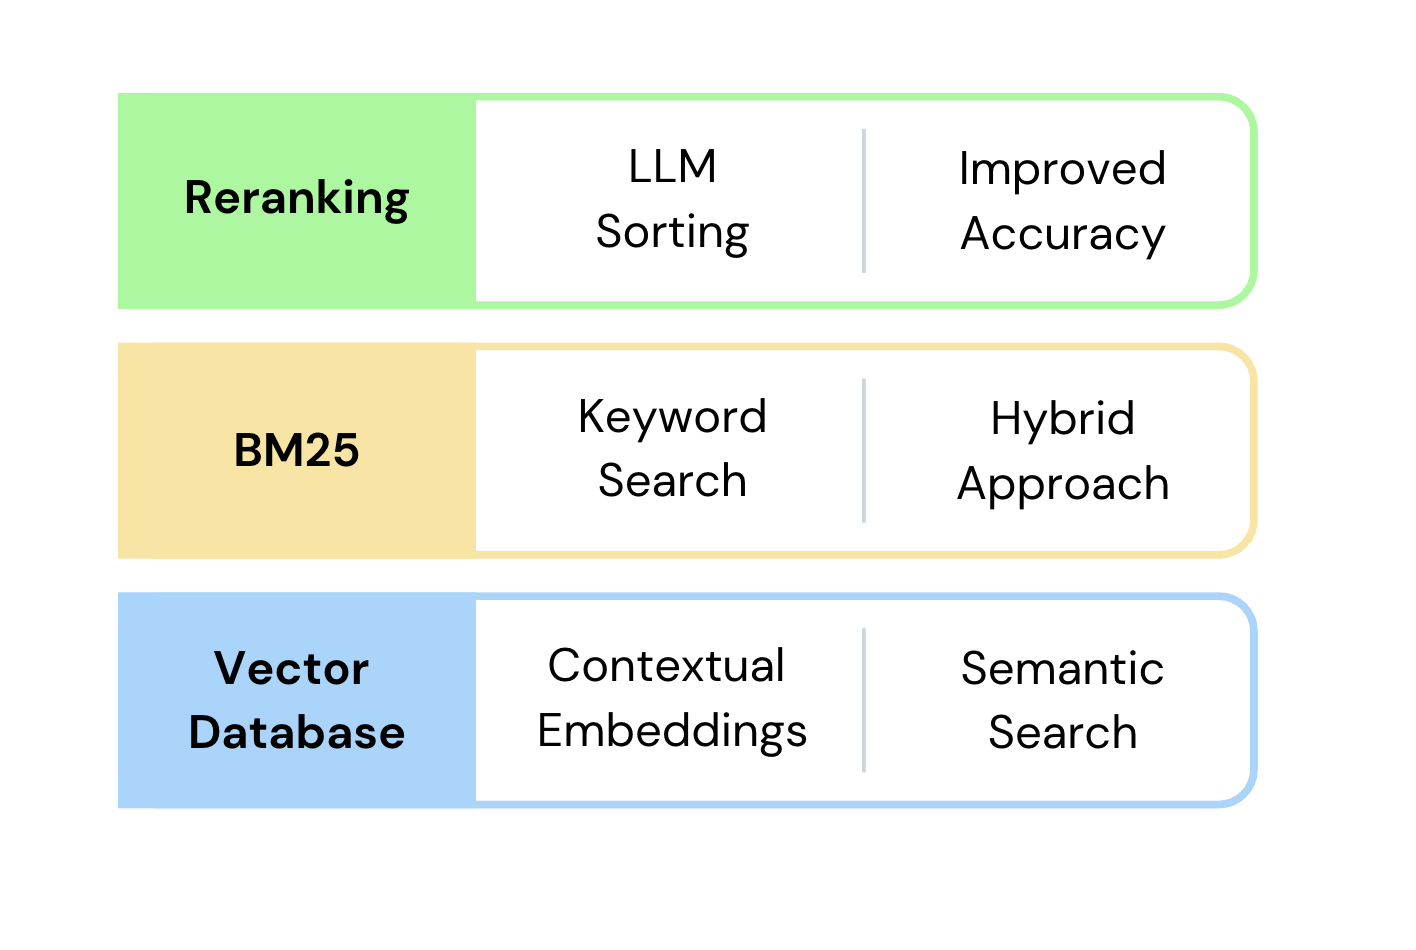 Reranking
LLM
Sorting
Improved
Accuracy
BM25
Keyword
Search
Hybrid
Approach
Vector
Database
Contextual
Embeddings
Semantic
Search